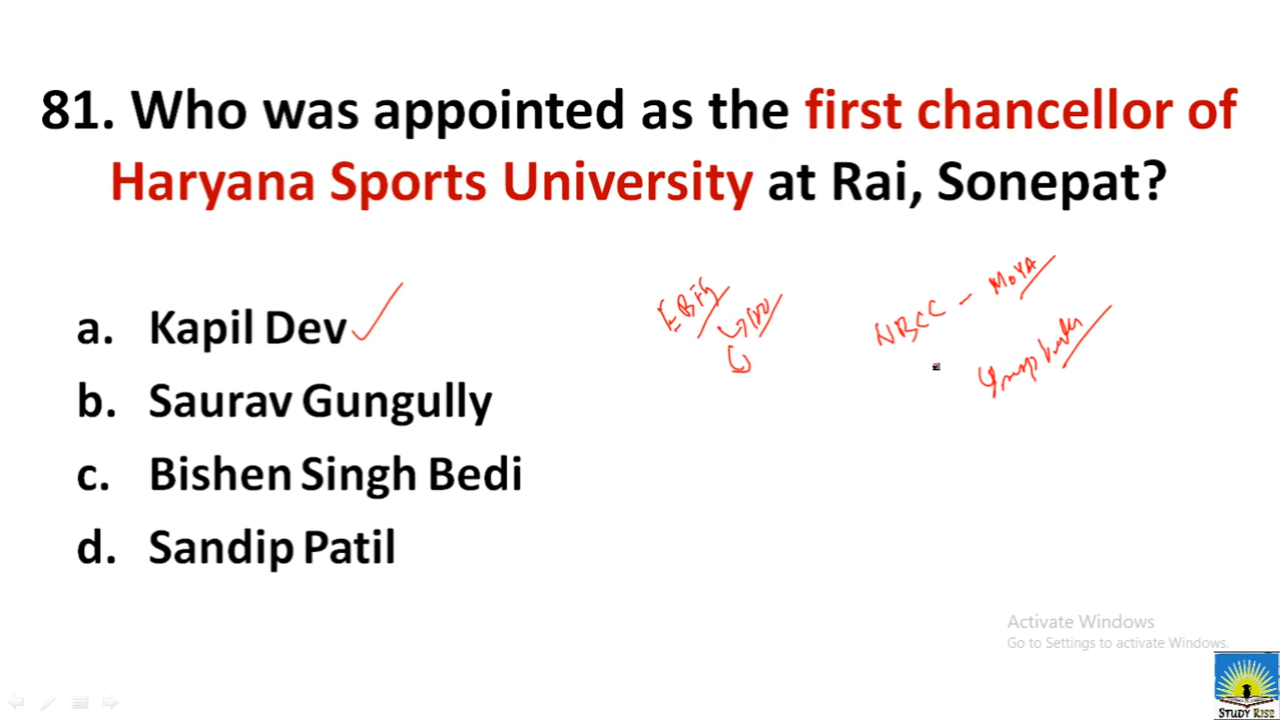 81. Who was appointed as the first chancellor of
Haryana Sports University at Rai, Sonepat?
a. Kapil Dev
b. Saurav Gungully
c. Bishen Singh Bedi
d. Sandip Patil
NBCC - MoYA
Activate Windows
Go to Settings to activate Windows.
STUDY RISE